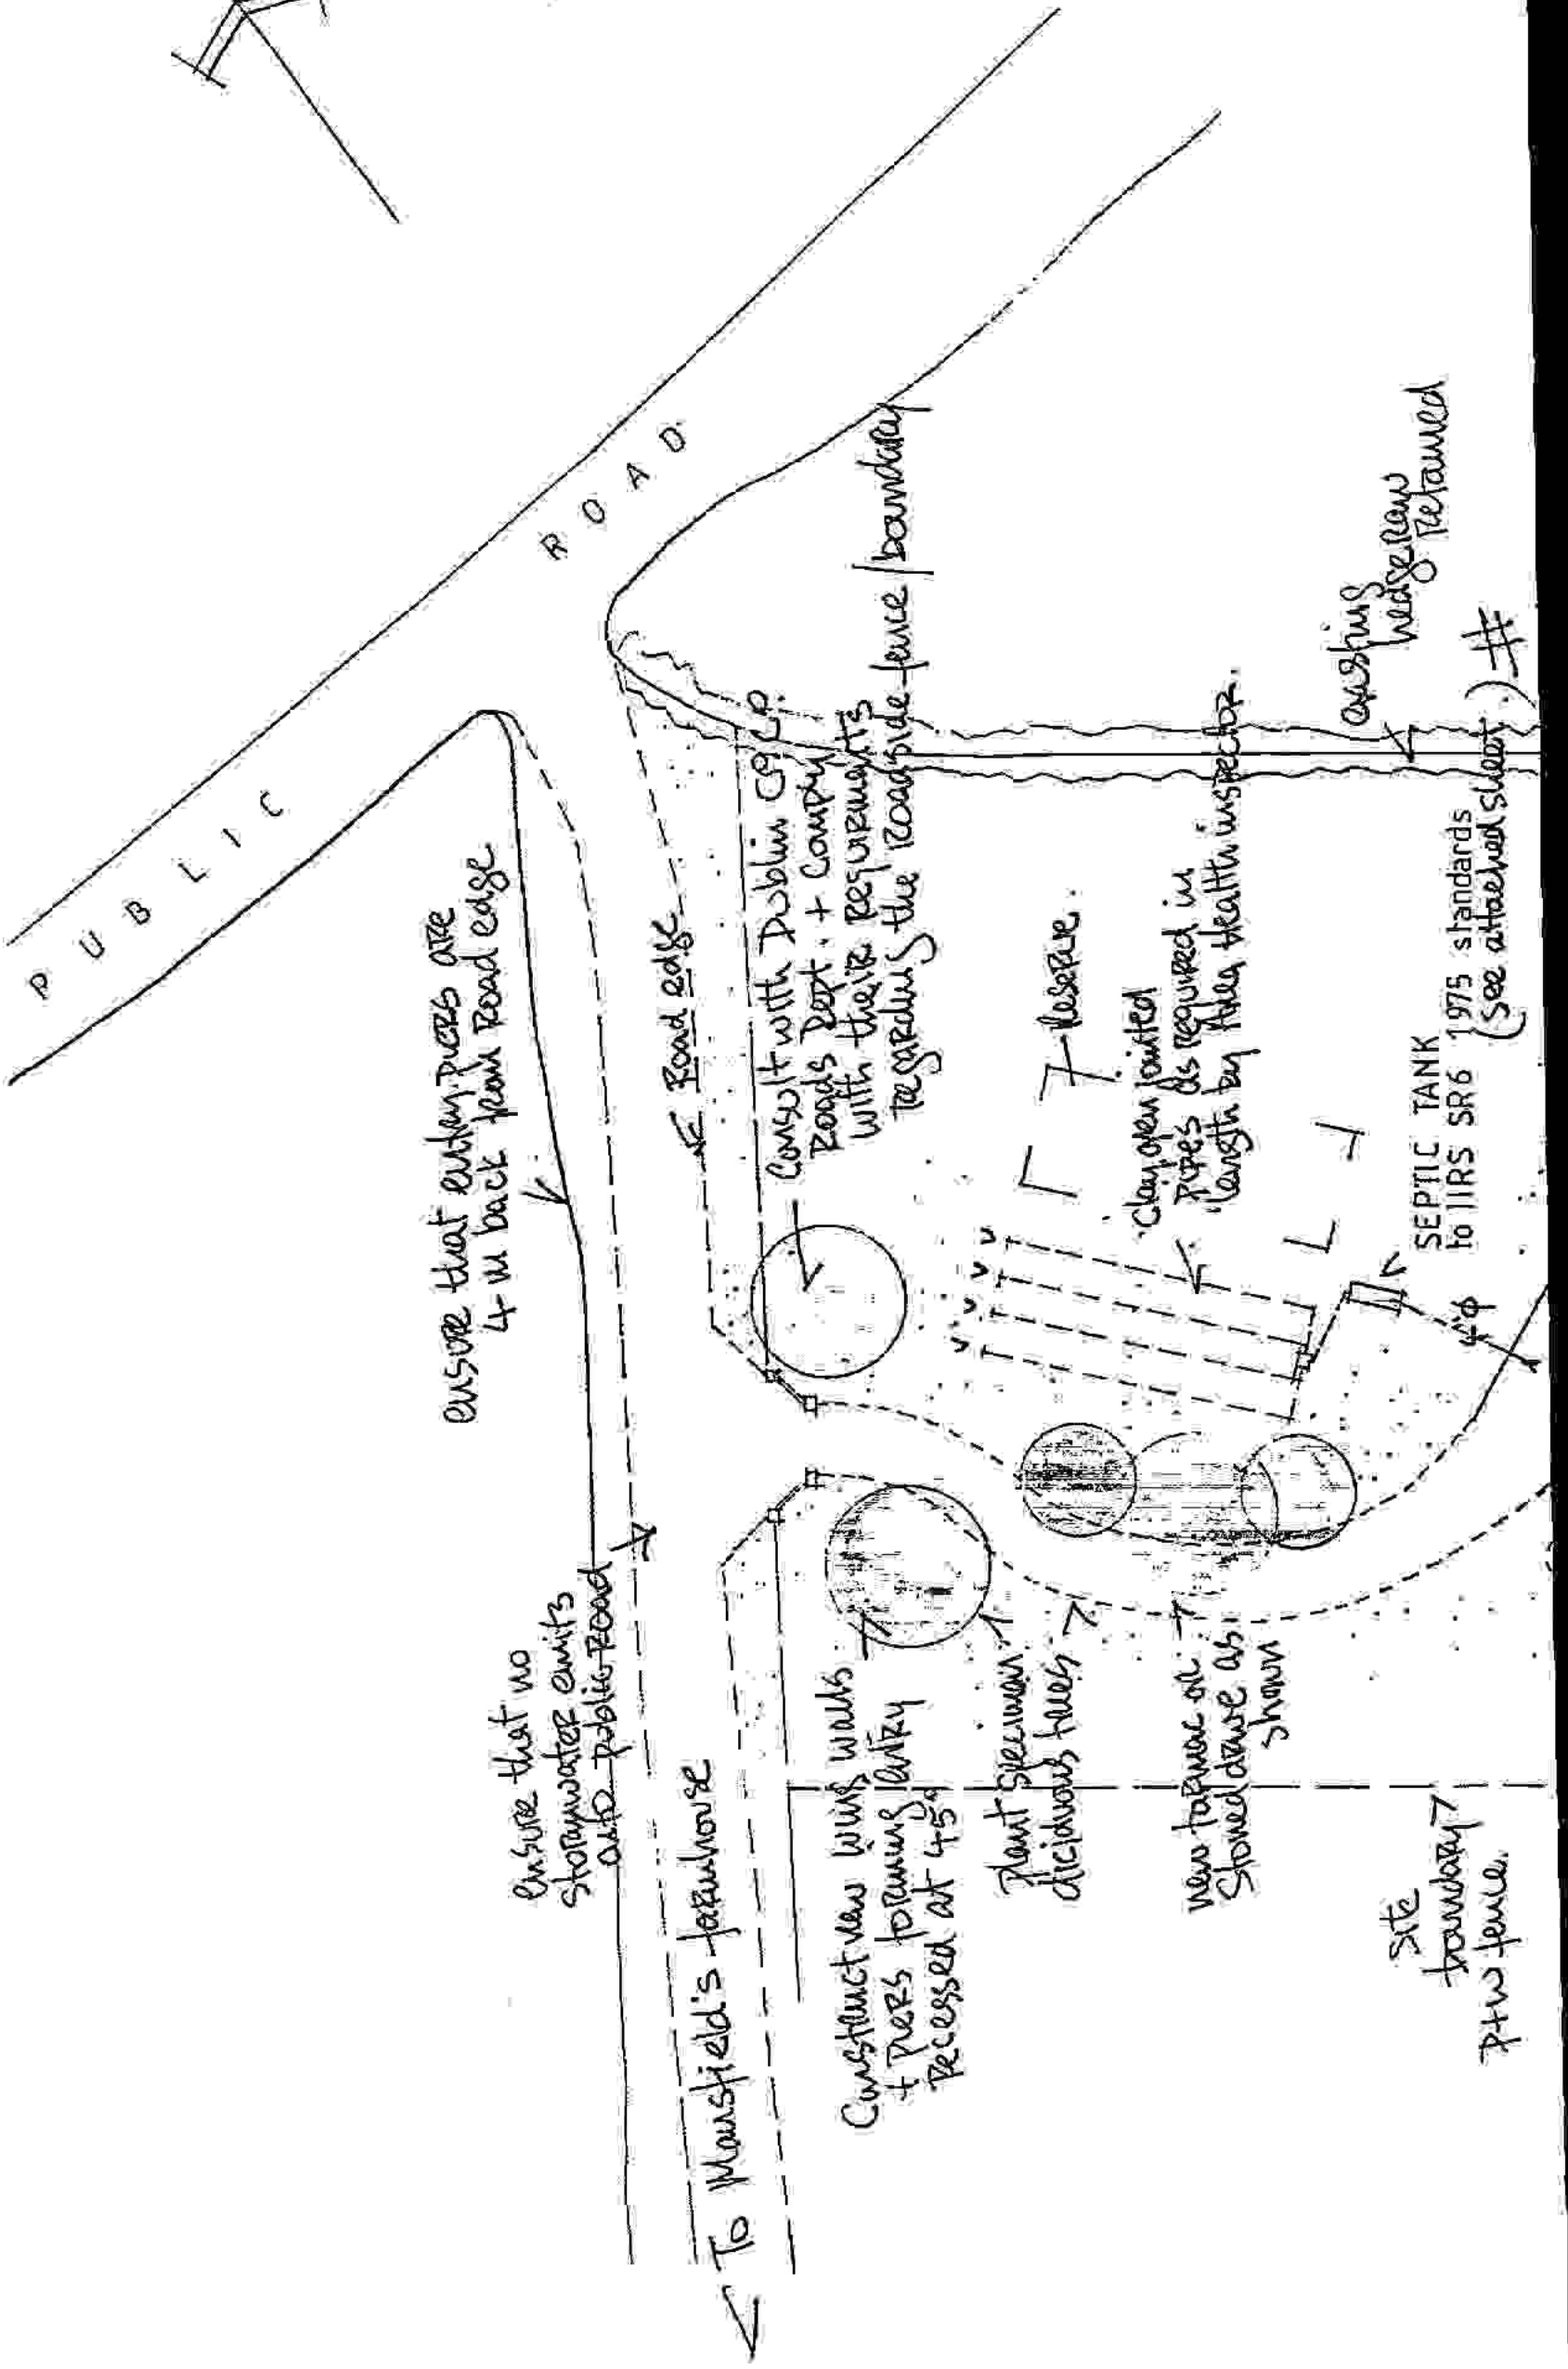 PUBLIC ROAD
ensure that entry piers are
4m back from Road edge
ensure that no
stormwater emits
onto public road
Road edge
To Mansfield's farmhouse
Consult with Dublin Co Co.
Roads Dept. + Comply
with their Requirments
regarding the Roadside fence / boundary
Construct new wing walls
+ Piers forming entry
recessed at 45°
Reserve.
plant specimen
diciduous trees
Clay open jointed
pipes as required in
length by Area Health inspector.
new tarmac or
stoned drive as
shown
existing
hedgeRow
Retained
SEPTIC TANK
to IIRS SR6 1975 standards
(see attached sheet.) #
4"ø
Site
boundary
p+w fence.